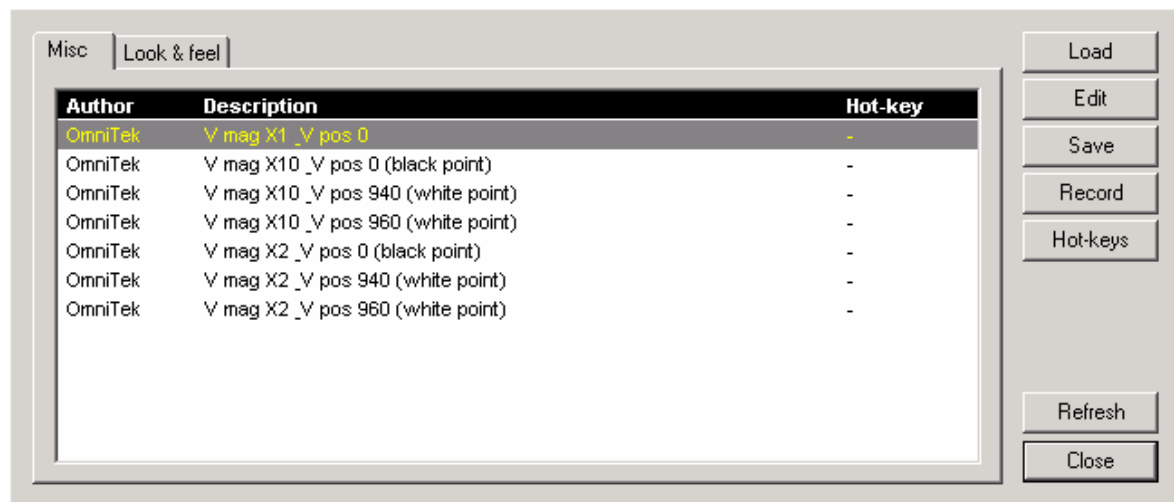 Misc Look & feel
Author Description Hot-key
OmniTek V mag X1 _V pos 0 -
OmniTek V mag X10 _V pos 0 (black point) -
OmniTek V mag X10 _V pos 940 (white point) -
OmniTek V mag X10 _V pos 960 (white point) -
OmniTek V mag X2 _V pos 0 (black point) -
OmniTek V mag X2 _V pos 940 (white point) -
OmniTek V mag X2 _V pos 960 (white point) -
Load
Edit
Save
Record
Hot-keys
Refresh
Close